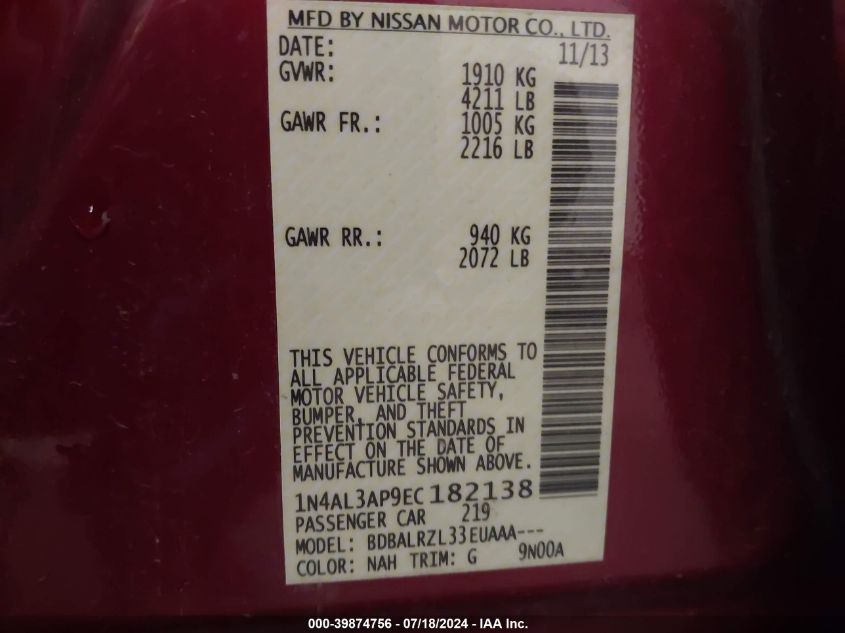 MFD BY NISSAN MOTOR CO., LTD.
DATE: 11/13
GVWR: 1910 KG
4211 LB
GAWR FR.: 1005 KG
2216 LB
GAWR RR.: 940 KG
2072 LB
THIS VEHICLE CONFORMS TO
ALL APPLICABLE FEDERAL
MOTOR VEHICLE SAFETY,
BUMPER, AND THEFT
PREVENTION STANDARDS IN
EFFECT ON THE DATE OF
MANUFACTURE SHOWN ABOVE.
1N4AL3AP9EC182138
PASSENGER CAR 219
MODEL: BDBALRZL33EUAAA---
COLOR: NAH TRIM: G 9N00A
000-39874756 - 07/18/2024 - IAA Inc.